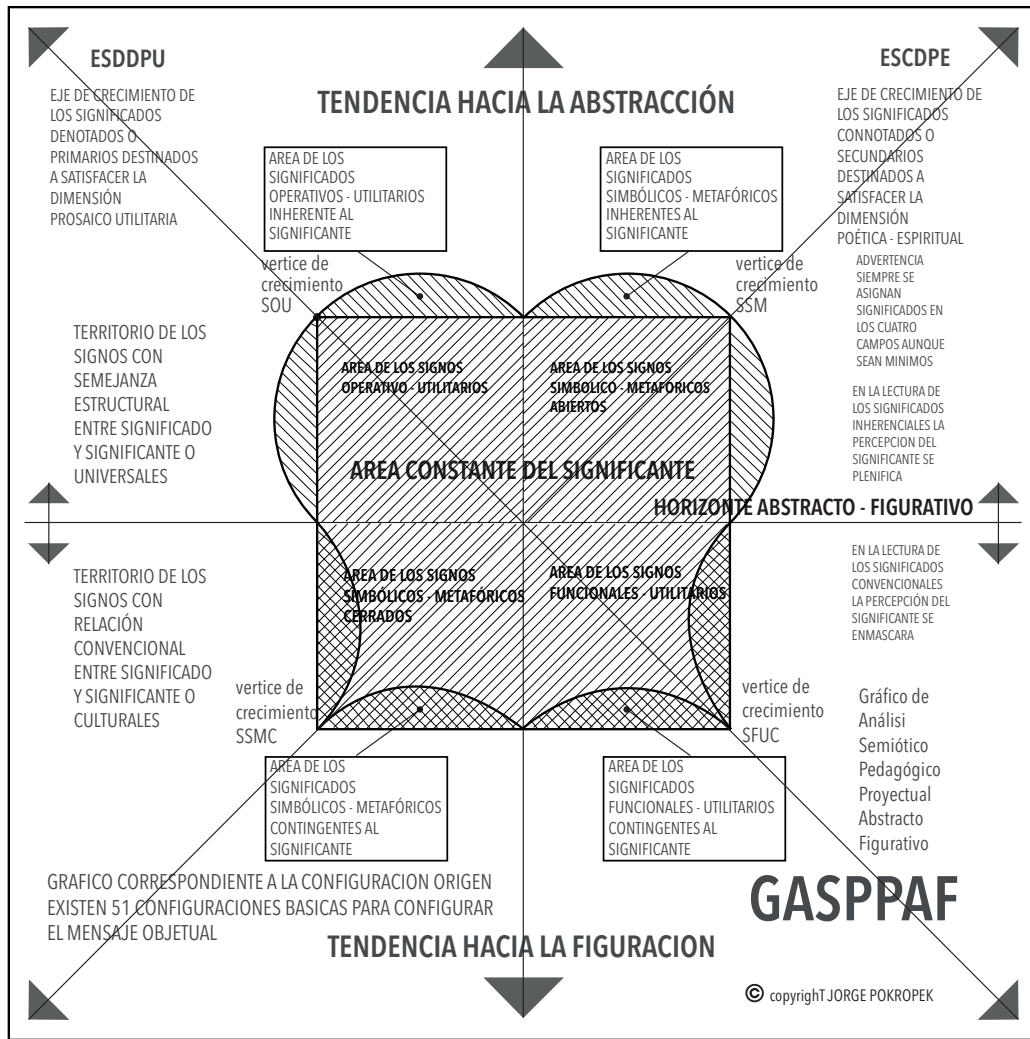 ESDDPU
EJE DE CRECIMIENTO DE
LOS SIGNIFICADOS
DENOTADOS O
PRIMARIOS DESTINADOS
A SATISFACER LA
DIMENSIÓN
PROSAICO UTILITARIA
TENDENCIA HACIA LA ABSTRACCIÓN
ESCDPE
EJE DE CRECIMIENTO DE
LOS SIGNIFICADOS
CONNOTADOS O
SECUNDARIOS
DESTINADOS A
SATISFACER LA
DIMENSIÓN
POÉTICA - ESPIRITUAL
AREA DE LOS
SIGNIFICADOS
OPERATIVOS - UTILITARIOS
INHERENTE AL
SIGNIFICANTE
AREA DE LOS
SIGNIFICADOS
SIMBÓLICOS - METAFÓRICOS
INHERENTES AL
SIGNIFICANTE
vertice de
crecimiento
SOU
vertice de
crecimiento
SSM
ADVERTENCIA
SIEMPRE SE
ASIGNAN
SIGNIFICADOS EN
LOS CUATRO
CAMPOS AUNQUE
SEAN MINIMOS
TERRITORIO DE LOS
SIGNOS CON
SEMEJANZA
ESTRUCTURAL
ENTRE SIGNIFICADO
Y SIGNIFICANTE O
UNIVERSALES
AREA DE LOS SIGNOS
OPERATIVO - UTILITARIOS
AREA DE LOS SIGNOS
SIMBOLICO - METAFÓRICOS
ABIERTOS
EN LA LECTURA DE
LOS SIGNIFICADOS
INHERENCIALES LA
PERCEPCION DEL
SIGNIFICANTE SE
PLENIFICA
AREA CONSTANTE DEL SIGNIFICANTE
HORIZONTE ABSTRACTO - FIGURATIVO
TERRITORIO DE LOS
SIGNOS CON
RELACIÓN
CONVENCIONAL
ENTRE SIGNIFICADO
Y SIGNIFICANTE O
CULTURALES
AREA DE LOS SIGNOS
SIMBÓLICOS - METAFÓRICOS
CERRADOS
AREA DE LOS SIGNOS
FUNCIONALES - UTILITARIOS
EN LA LECTURA DE
LOS SIGNIFICADOS
CONVENCIONALES
LA PERCEPCIÓN DEL
SIGNIFICANTE SE
ENMASCARA
vertice de
crecimiento
SSMC
vertice de
crecimiento
SFUC
AREA DE LOS
SIGNIFICADOS
SIMBÓLICOS - METAFÓRICOS
CONTINGENTES AL
SIGNIFICANTE
AREA DE LOS
SIGNIFICADOS
FUNCIONALES - UTILITARIOS
CONTINGENTES AL
SIGNIFICANTE
Gráfico de
Análisi
Semiótico
Pedagógico
Proyectual
Abstracto
Figurativo
GRAFICO CORRESPONDIENTE A LA CONFIGURACION ORIGEN
EXISTEN 51 CONFIGURACIONES BASICAS PARA CONFIGURAR
EL MENSAJE OBJETUAL
GASPPAF
TENDENCIA HACIA LA FIGURACION
© copyrighT JORGE POKROPEK